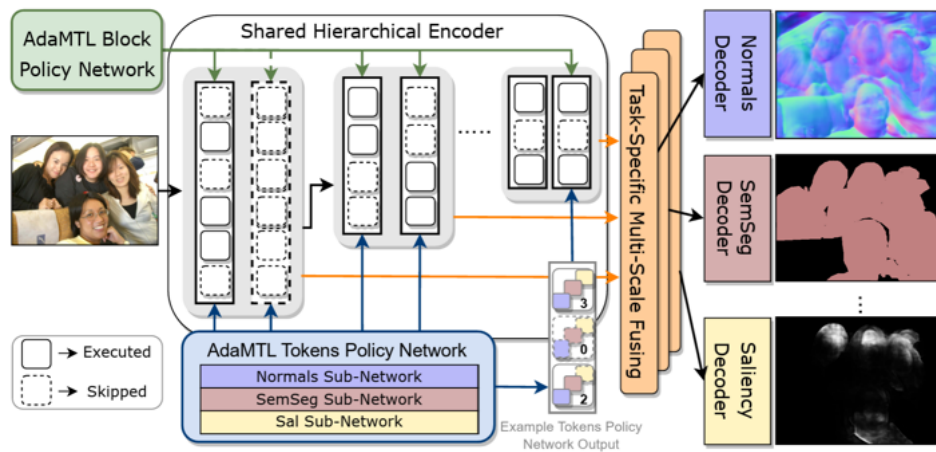 AdaMTL Block
Policy Network
Shared Hierarchical Encoder
Task-Specific Multi-Scale Fusing
Normals
Decoder
SemSeg
Decoder
Saliency
Decoder
Executed
Skipped
AdaMTL Tokens Policy Network
Normals Sub-Network
SemSeg Sub-Network
Sal Sub-Network
3
0
2
Example Tokens Policy
Network Output